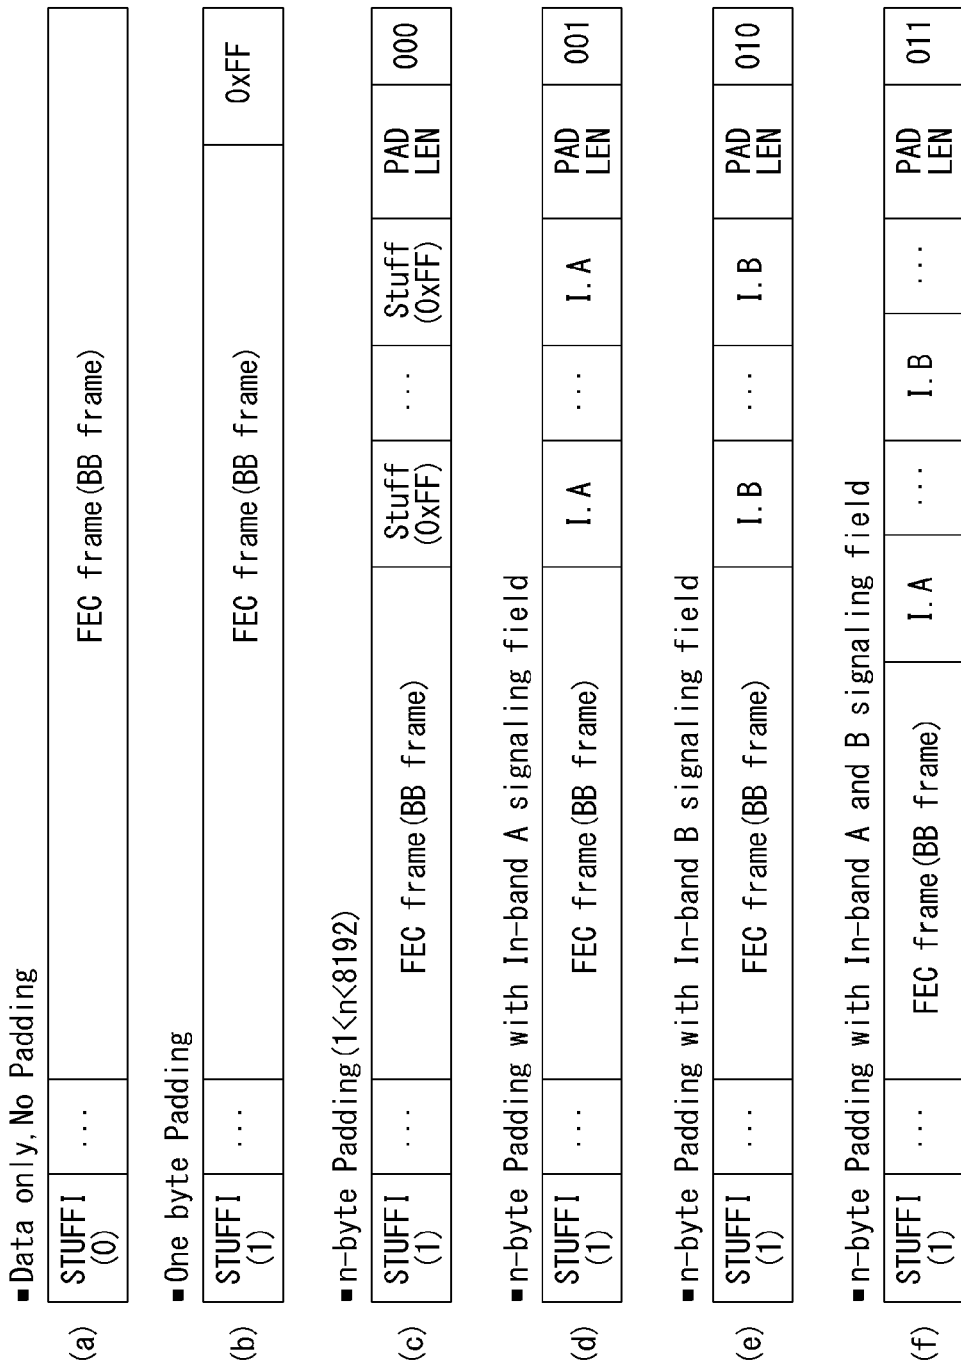 ■Data only,No Padding
(a) STUFFI (0) ... FEC frame(BB frame)
■One byte Padding
(b) STUFFI (1) ... FEC frame(BB frame) 0xFF
■n-byte Padding(1<n<8192)
(c) STUFFI (1) ... FEC frame(BB frame) Stuff (0xFF) ... Stuff (0xFF) PAD LEN 000
■n-byte Padding with In-band A signaling field
(d) STUFFI (1) ... FEC frame(BB frame) I.A ... I.A PAD LEN 001
■n-byte Padding with In-band B signaling field
(e) STUFFI (1) ... FEC frame(BB frame) I.B ... I.B PAD LEN 010
■n-byte Padding with In-band A and B signaling field
(f) STUFFI (1) ... FEC frame(BB frame) I.A ... I.B ... PAD LEN 011